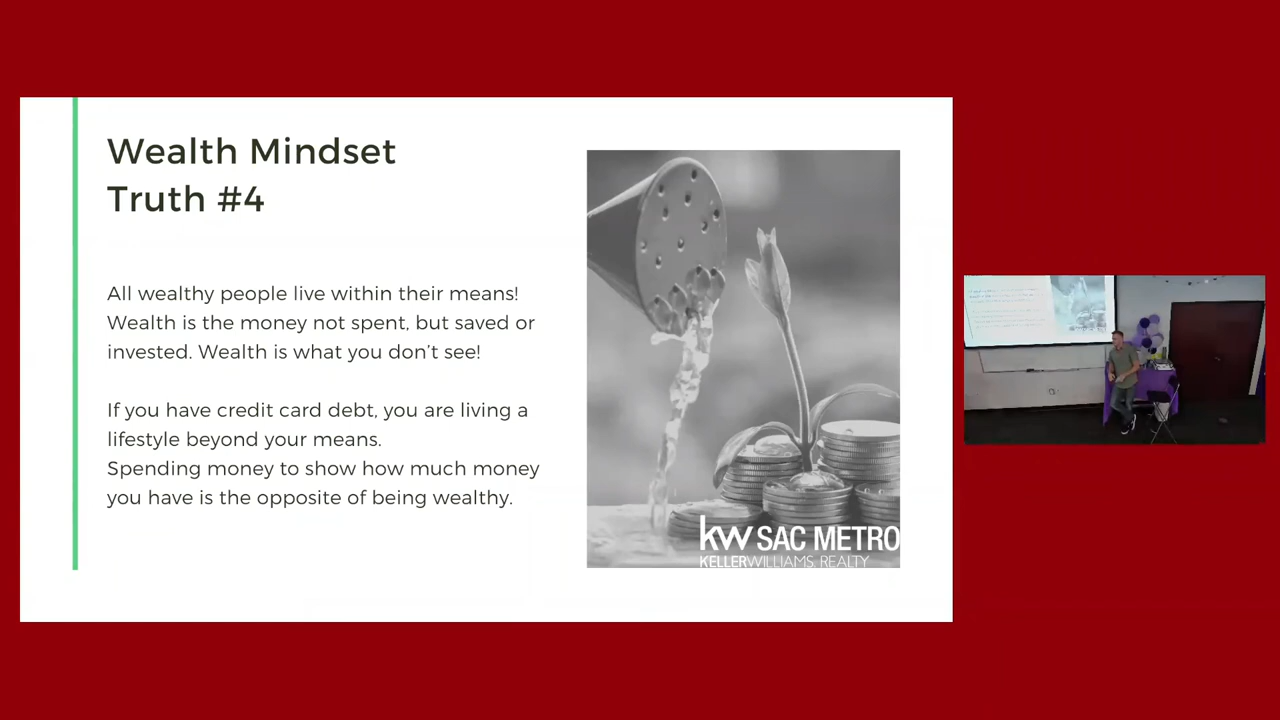 Wealth Mindset
Truth #4
All wealthy people live within their means!
Wealth is the money not spent, but saved or
invested. Wealth is what you don't see!
If you have credit card debt, you are living a
lifestyle beyond your means.
Spending money to show how much money
you have is the opposite of being wealthy.
kw SAC METRO
KELLERWILLIAMS. REALTY